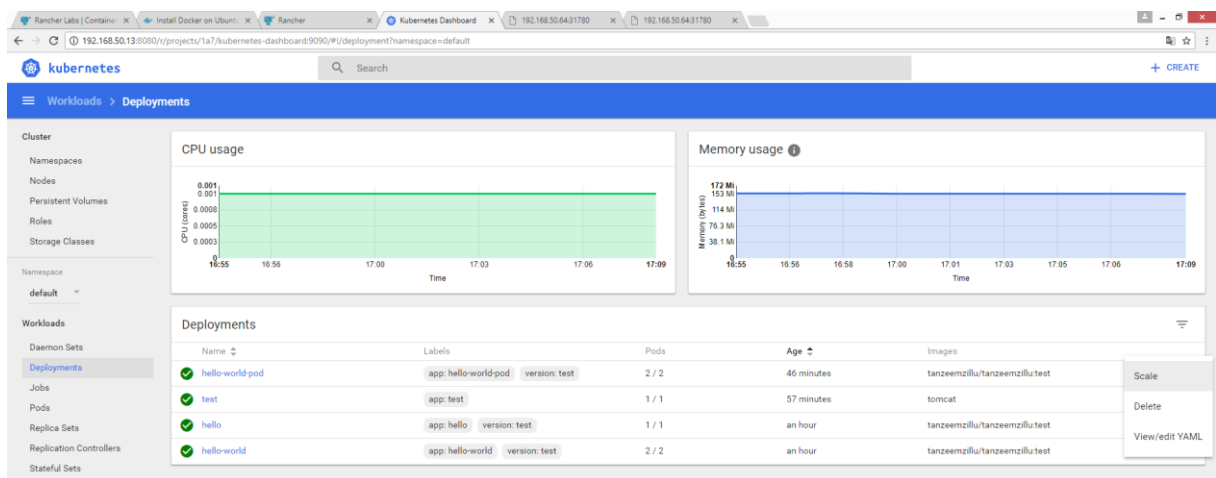 Rancher Labs | Container Install Docker on Ubuntu Rancher Kubernetes Dashboard 192.168.50.64:31780 192.168.50.64:31780
192.168.50.13:8080/r/projects/1a7/kubernetes-dashboard:9090/#!/deployment?namespace=default
kubernetes
Search
+ CREATE
Workloads > Deployments
Cluster
Namespaces
Nodes
Persistent Volumes
Roles
Storage Classes
Namespace
default
Workloads
Daemon Sets
Deployments
Jobs
Pods
Replica Sets
Replication Controllers
Stateful Sets
CPU usage
CPU (cores)
0.001
0.001
0.0008
0.0005
0.0003
0
16:55 16:56 17:00 17:03 17:06 17:09
Time
Memory usage
Memory (bytes)
172 Mi
153 Mi
114 Mi
76.3 Mi
38.1 Mi
0
16:55 16:56 16:58 17:00 17:01 17:03 17:05 17:06 17:09
Time
Deployments
Name Labels Pods Age Images
hello-world-pod app: hello-world-pod version: test 2 / 2 46 minutes tanzeemzillu/tanzeemzillu:test
test app: test 1 / 1 57 minutes tomcat
hello app: hello version: test 1 / 1 an hour tanzeemzillu/tanzeemzillu:test
hello-world app: hello-world version: test 2 / 2 an hour tanzeemzillu/tanzeemzillu:test
Scale
Delete
View/edit YAML